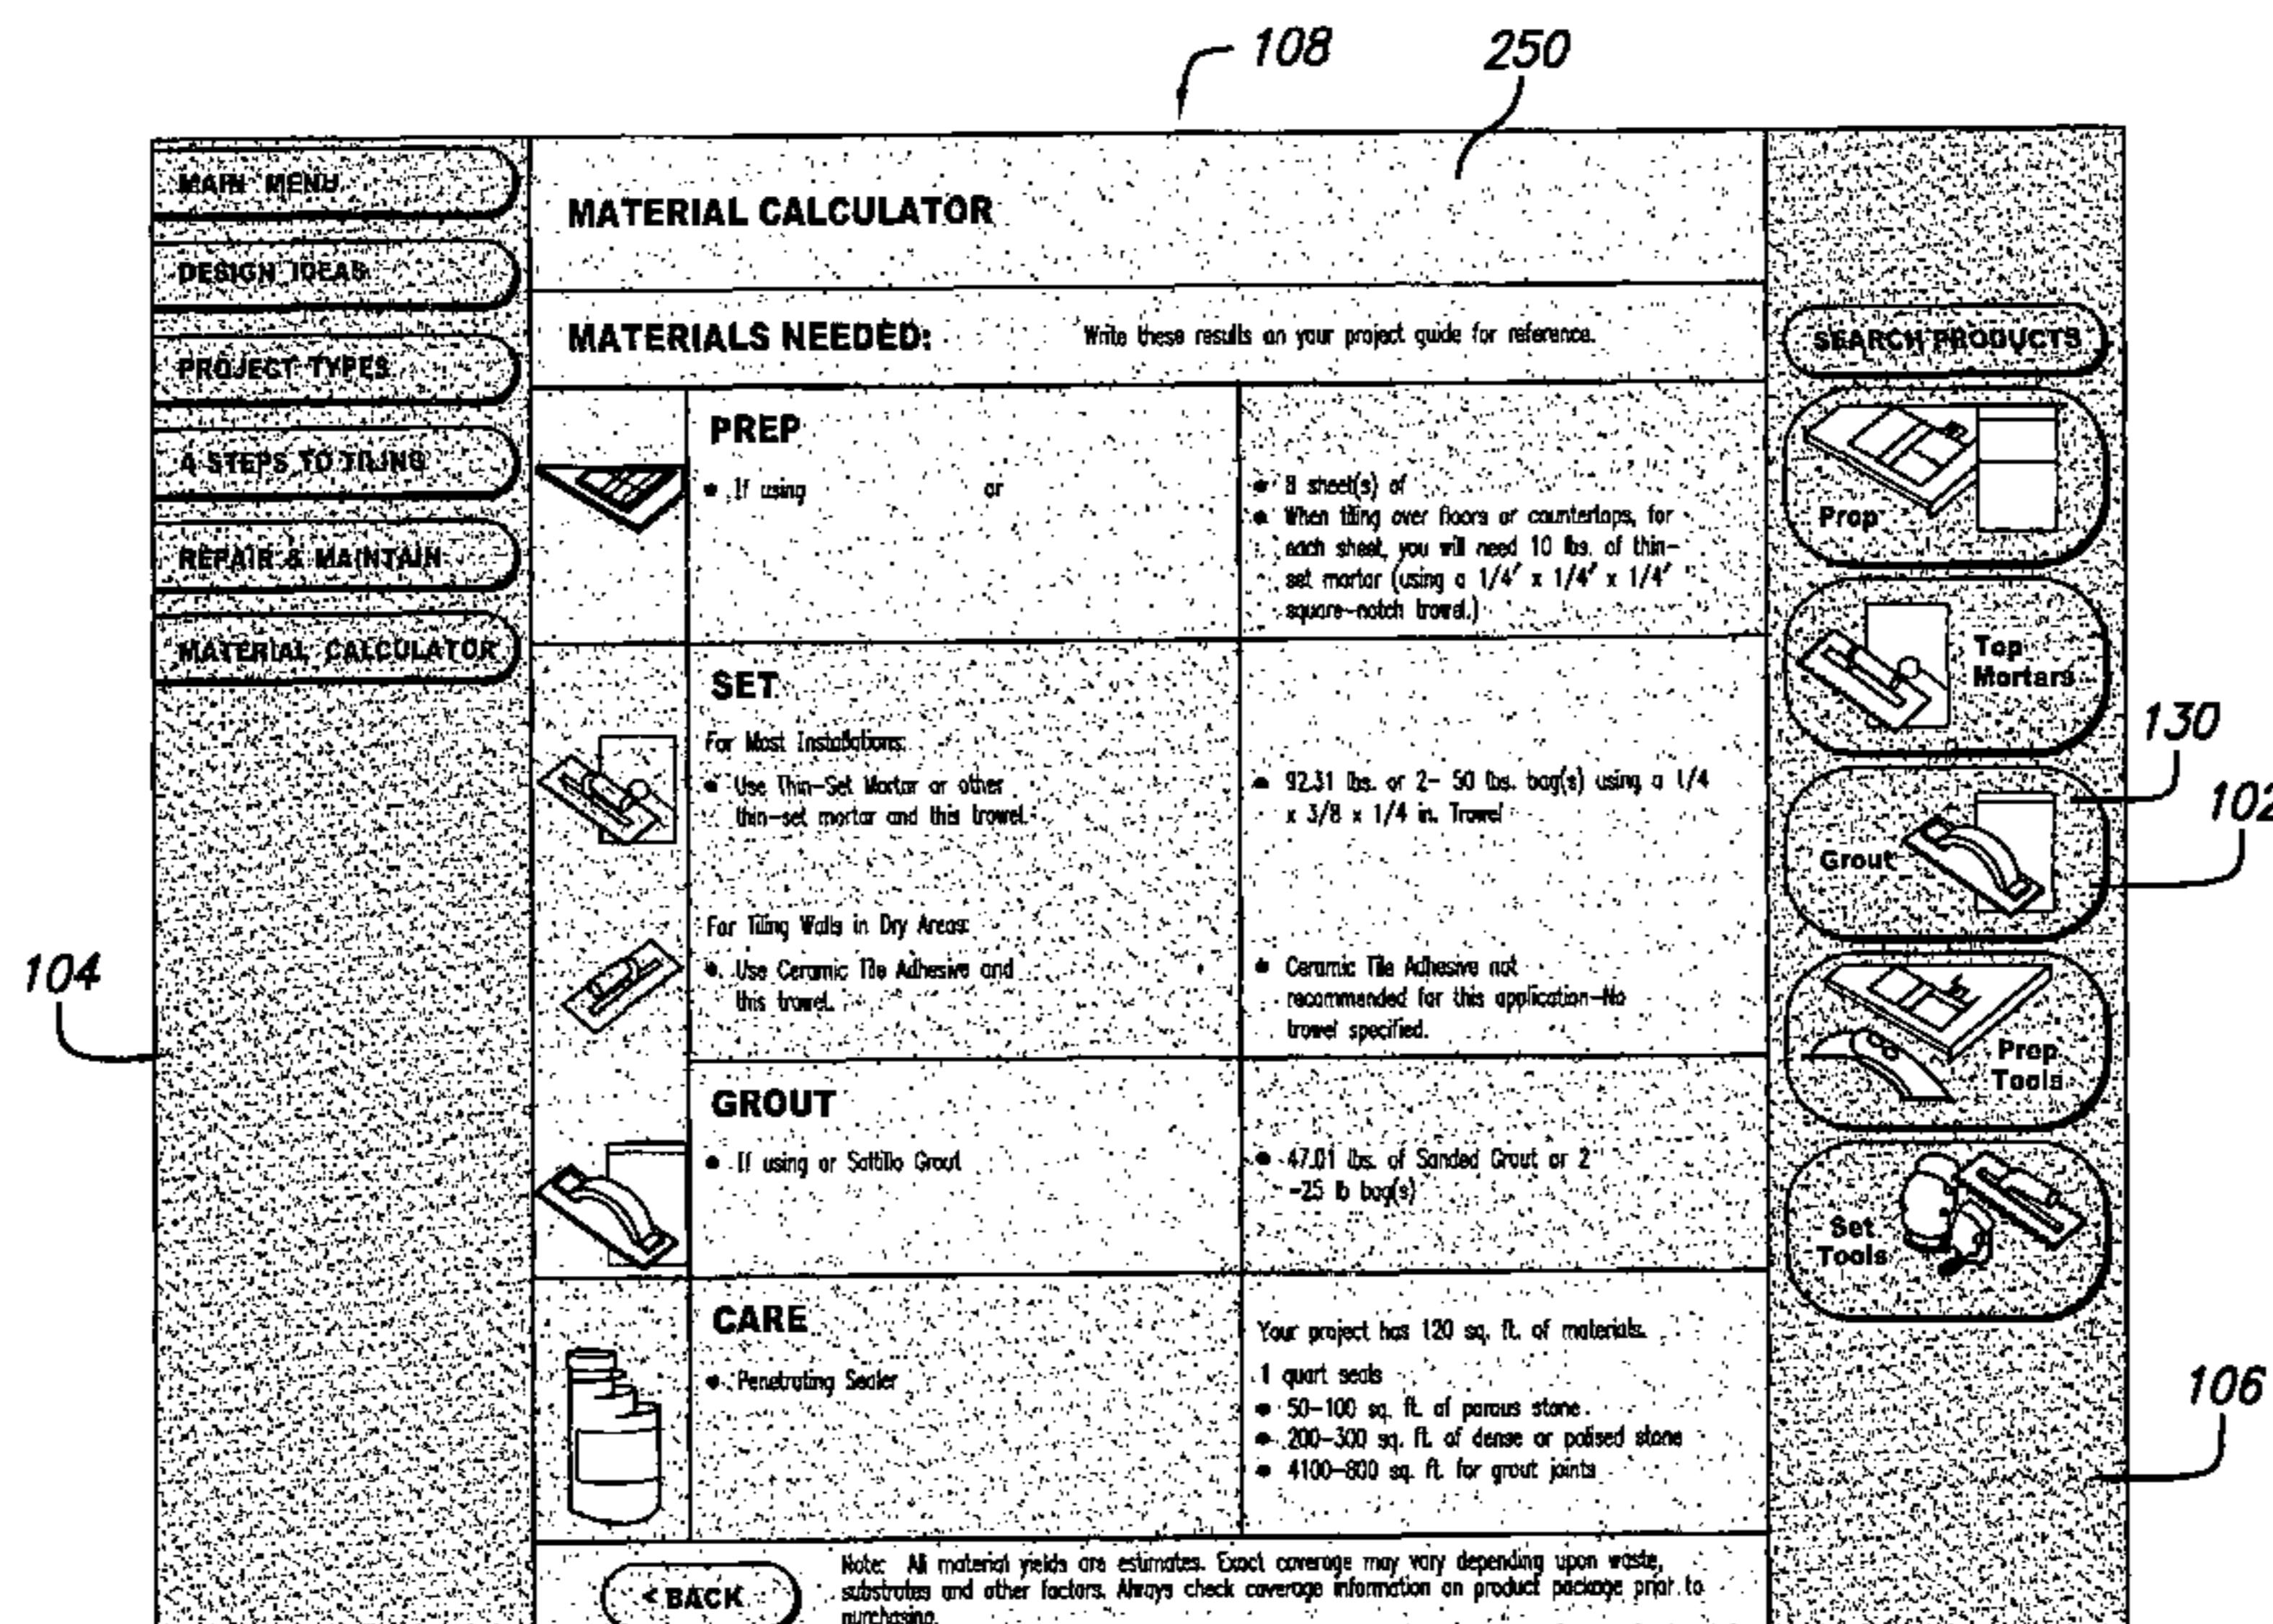 108
250
MAIN MENU
DESIGN IDEAS
PROJECT TYPES
4 STEPS TO TILING
REPAIR & MAINTAIN
MATERIAL CALCULATOR
104
MATERIAL CALCULATOR
MATERIALS NEEDED:
Write these results on your project guide for reference.
PREP
• If using or
• 8 sheet(s) of
• When tiling over floors or countertops, for
each sheet, you will need 10 lbs. of thin-
set mortar (using a 1/4" x 1/4" x 1/4"
square-notch trowel.)
SET
For Most Installations:
• Use Thin-Set Mortar or other
thin-set mortar and this trowel.
• 92.31 lbs. or 2- 50 lbs. bag(s) using a 1/4
x 3/8 x 1/4 in. Trowel
For Tiling Walls in Dry Areas:
• Use Ceramic Tile Adhesive and
this trowel.
• Ceramic Tile Adhesive not
recommended for this application-No
trowel specified.
GROUT
• If using or Saltillo Grout
• 47.01 lbs. of Sanded Grout or 2
-25 lb bag(s)
CARE
• Penetrating Sealer
Your project has 120 sq. ft. of materials.
1 quart seals
• 50-100 sq. ft. of porous stone.
• 200-300 sq. ft. of dense or polised stone
• 4100-800 sq. ft. for grout joints
< BACK
Note: All material yields are estimates. Exact coverage may vary depending upon waste,
substrates and other factors. Always check coverage information on product package prior to
purchasing.
SEARCH PRODUCTS
Prep
Top
Mortars
Grout
Prep
Tools
Set
Tools
130
102
106